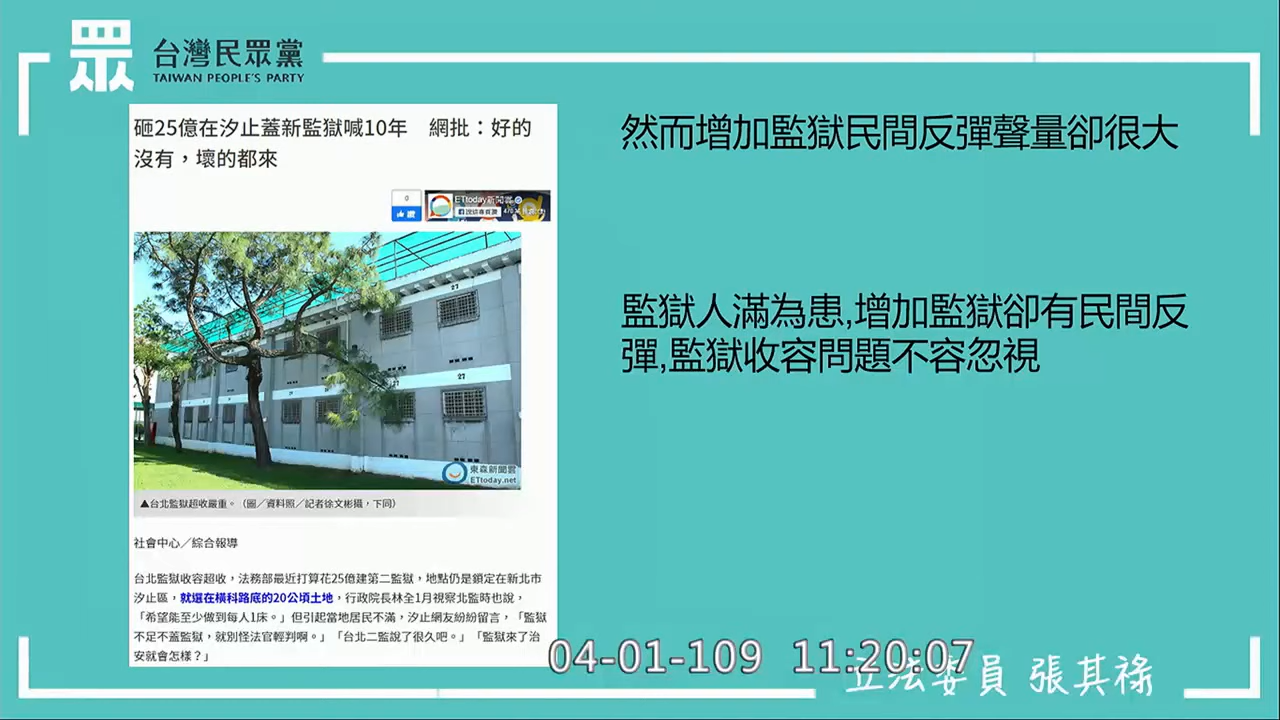 眾
台灣民眾黨
TAIWAN PEOPLE'S PARTY
砸25億在汐止蓋新監獄喊10年　網批：好的
沒有，壞的都來
0
讚
ETtoday新聞雲
東森新聞雲
ETtoday.net
27
27
▲台北監獄超收嚴重。（圖／資料照／記者徐文彬攝，下同）
社會中心／綜合報導
台北監獄收容超收，法務部最近打算花25億建第二監獄，地點仍是鎖定在新北市
汐止區，就選在橫科路底的20公頃土地，行政院長林全1月視察北監時也說，
「希望能至少做到每人1床。」但引起當地居民不滿，汐止網友紛紛留言，「監獄
不足不蓋監獄，就別怪法官輕判啊。」「台北二監說了很久吧。」「監獄來了治
安就會怎樣？」
然而增加監獄民間反彈聲量卻很大
監獄人滿為患,增加監獄卻有民間反
彈,監獄收容問題不容忽視
04-01-109 11:20:07
立法委員 張其祿